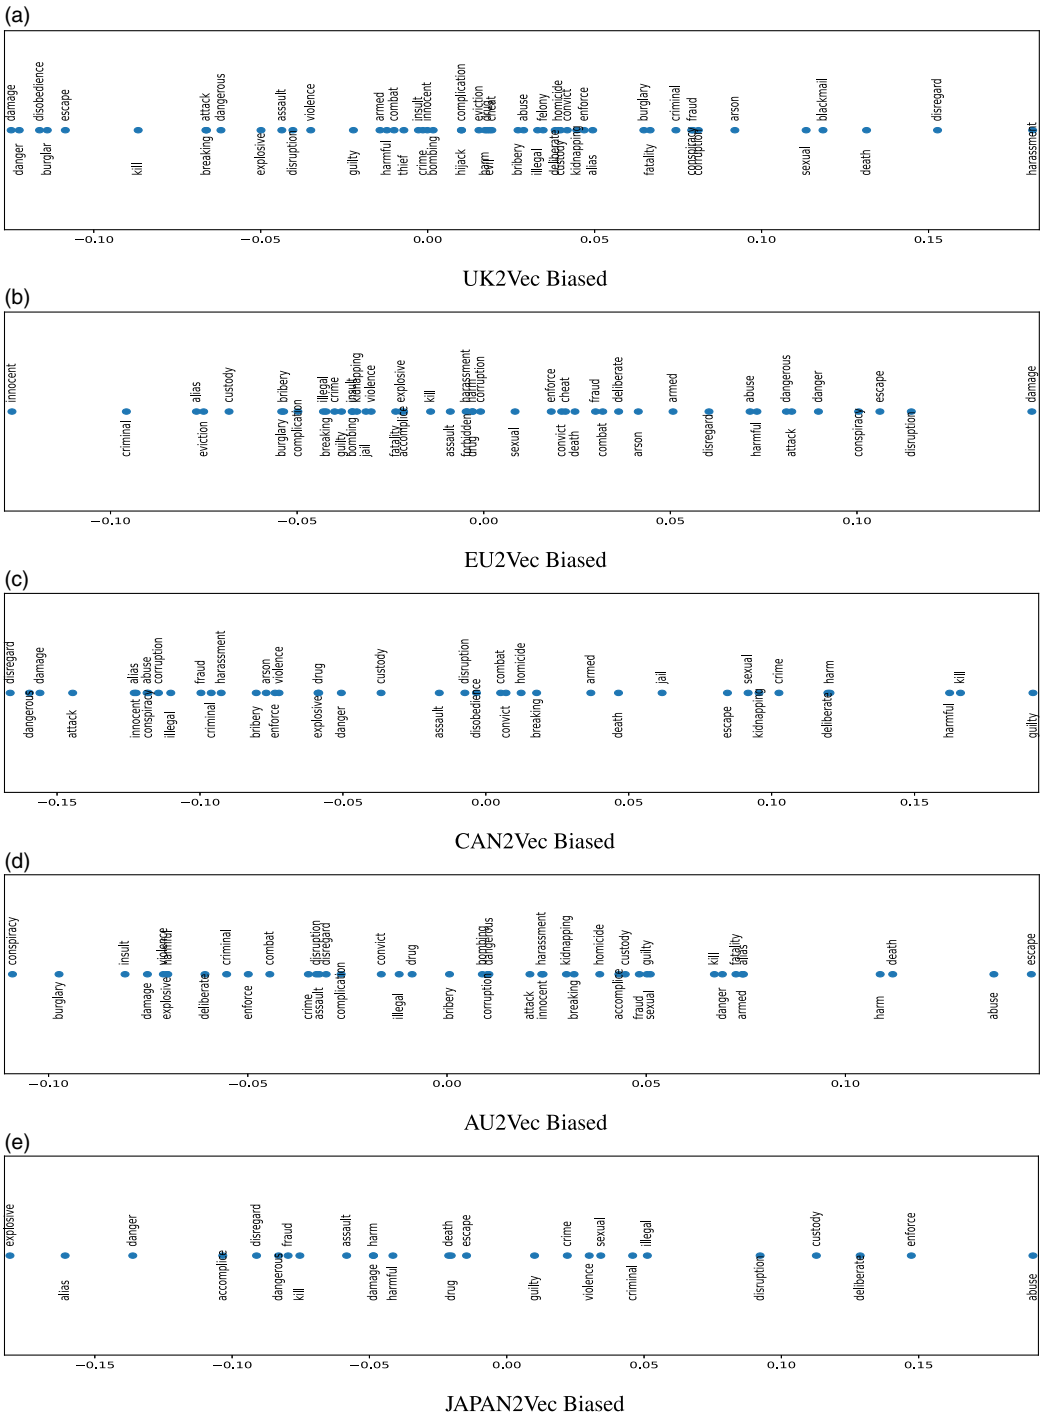 (a)
damage disobedience escape attack dangerous assault violence armed combat insult innocent complication eviction drug cheat abuse felony homicide convict enforce burglary criminal fraud arson blackmail disregard
danger burglar kill breaking explosive disruption guilty harmful thief crime bombing hijack harm evil bribery illegal deliberate custody kidnapping alias fatality conspiracy corruption sexual death harassment
−0.10 −0.05 0.00 0.05 0.10 0.15
UK2Vec Biased
(b)
innocent alias custody bribery illegal crime insult kidnapping violence explosive kill harassment harm corruption enforce cheat fraud deliberate armed abuse dangerous danger escape damage
criminal eviction burglary complication breaking guilty bombing jail fatality accomplice assault forbidden drug sexual convict death combat arson disregard harmful attack conspiracy disruption
−0.10 −0.05 0.00 0.05 0.10
EU2Vec Biased
(c)
disregard damage alias abuse corruption fraud harassment arson violence drug custody disruption combat homicide armed jail sexual crime harm kill
dangerous attack innocent conspiracy illegal criminal bribery enforce explosive danger assault disobedience convict breaking death escape kidnapping deliberate harmful guilty
−0.15 −0.10 −0.05 0.00 0.05 0.10 0.15
CAN2Vec Biased
(d)
conspiracy insult violence harmful criminal combat disruption disregard convict drug bombing dangerous harassment kidnapping homicide custody guilty kill fatality alias death escape
burglary damage explosive deliberate enforce crime assault complication illegal bribery corruption attack innocent breaking accomplice fraud sexual danger armed harm abuse
−0.10 −0.05 0.00 0.05 0.10
AU2Vec Biased
(e)
explosive danger disregard fraud assault harm death escape crime sexual illegal custody enforce
alias accomplice dangerous kill damage harmful drug guilty violence criminal disruption deliberate abuse
−0.15 −0.10 −0.05 0.00 0.05 0.10 0.15
JAPAN2Vec Biased